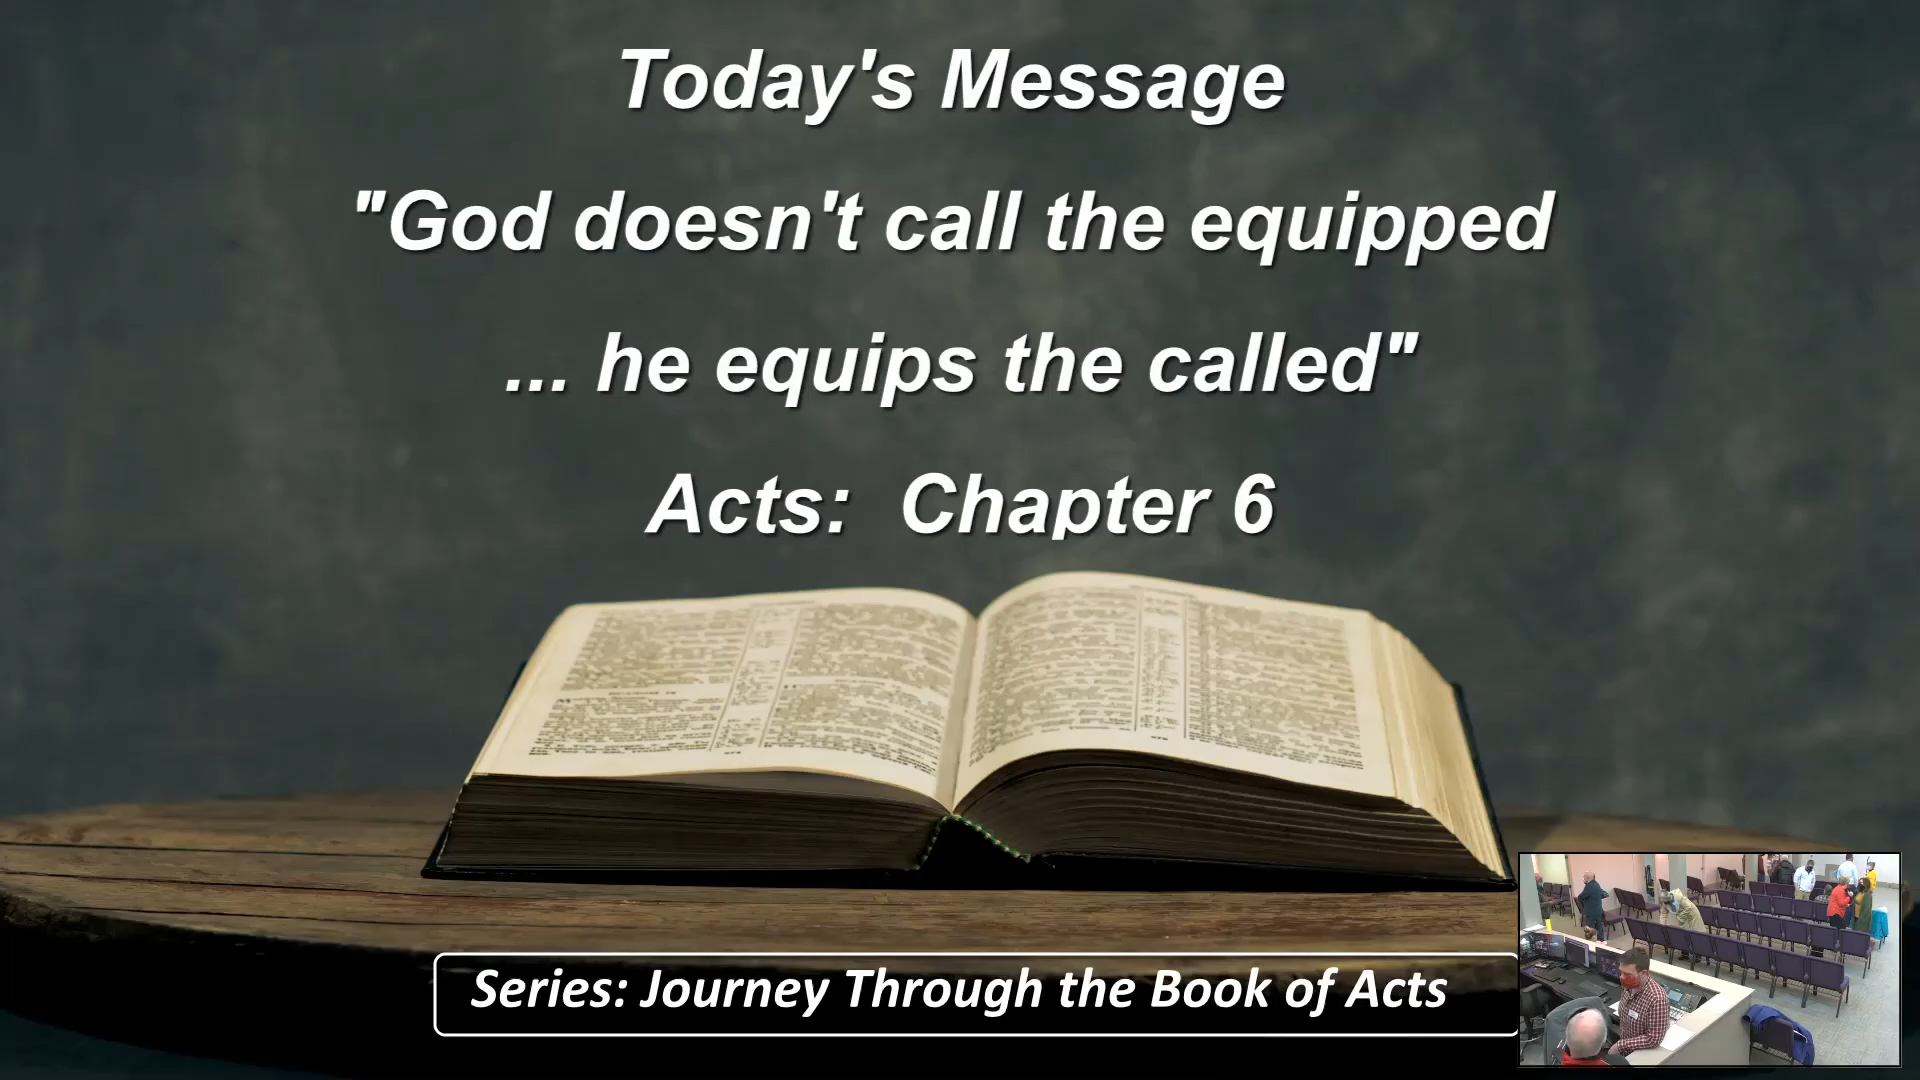 Today's Message
"God doesn't call the equipped
... he equips the called"
Acts:  Chapter 6
Series: Journey Through the Book of Acts